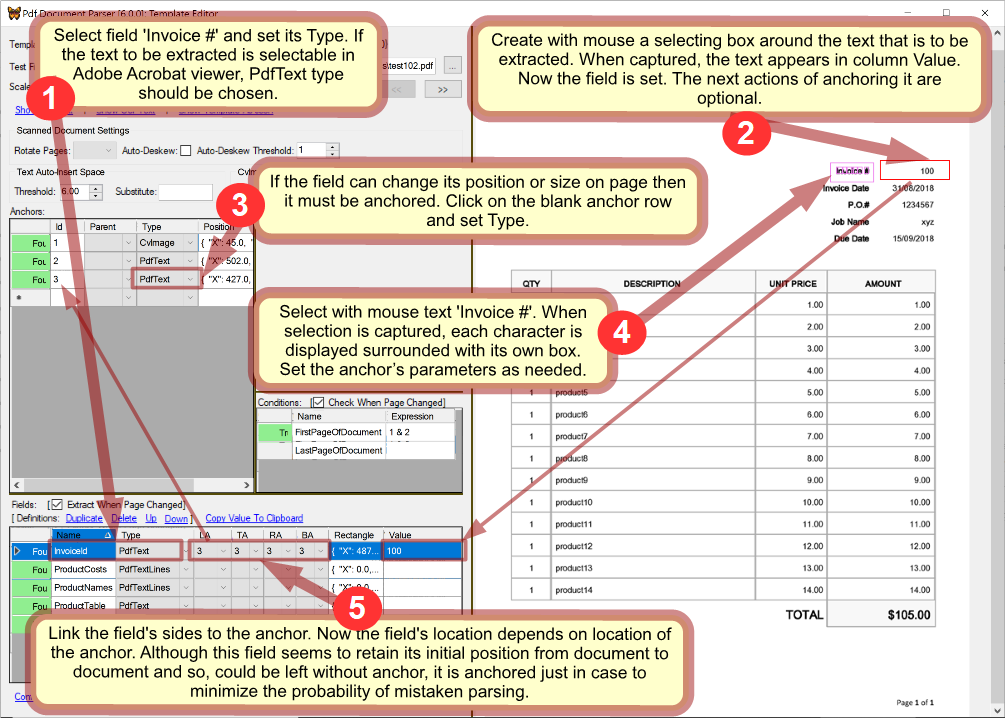 Pdf Document Parser [6.0.0]: Template Editor
Select field 'Invoice #' and set its Type. If
the text to be extracted is selectable in
Adobe Acrobat viewer, PdfText type
should be chosen.
Create with mouse a selecting box around the text that is to be
extracted. When captured, the text appears in column Value.
Now the field is set. The next actions of anchoring it are
optional.
test102.pdf ...
<< >>
1
2
Scanned Document Settings
Rotate Pages: Auto-Deskew: Auto-Deskew Threshold: 1
Text Auto-Insert Space
Threshold: 6.00 Substitute:
Anchors:
Id Parent Type Position
Fou 1 CvImage { "X": 45.0, "
Fou 2 PdfText { "X": 502.0,
Fou 3 PdfText { "X": 427.0,
*
3
If the field can change its position or size on page then
it must be anchored. Click on the blank anchor row
and set Type.
Select with mouse text 'Invoice #'. When
selection is captured, each character is
displayed surrounded with its own box.
Set the anchor’s parameters as needed.
4
Invoice # 100
Invoice Date 31/08/2018
P.O.# 1234567
Job Name xyz
Due Date 15/09/2018
QTY DESCRIPTION UNIT PRICE AMOUNT
1.00 1.00
2.00 2.00
3.00 3.00
4.00 4.00
1 product5 5.00 5.00
1 product6 6.00 6.00
1 product7 7.00 7.00
1 product8 8.00 8.00
1 product9 9.00 9.00
1 product10 10.00 10.00
1 product11 11.00 11.00
1 product12 12.00 12.00
1 product13 13.00 13.00
1 product14 14.00 14.00
TOTAL $105.00
Page 1 of 1
Conditions: [ Check When Page Changed]
Name Expression
Tr FirstPageOfDocument 1 & 2
LastPageOfDocument
Fields: [ Extract When Page Changed]
[ Definitions: Duplicate Delete Up Down ] Copy Value To Clipboard
Name Type LA TA RA BA Rectangle Value
Fou InvoiceId PdfText 3 3 3 3 { "X": 487... 100
Fou ProductCosts PdfTextLines { "X": 0.0,...
Fou ProductNames PdfTextLines { "X": 0.0,...
Fou ProductTable PdfText
5
Link the field's sides to the anchor. Now the field's location depends on location of
the anchor. Although this field seems to retain its initial position from document to
document and so, could be left without anchor, it is anchored just in case to
minimize the probability of mistaken parsing.